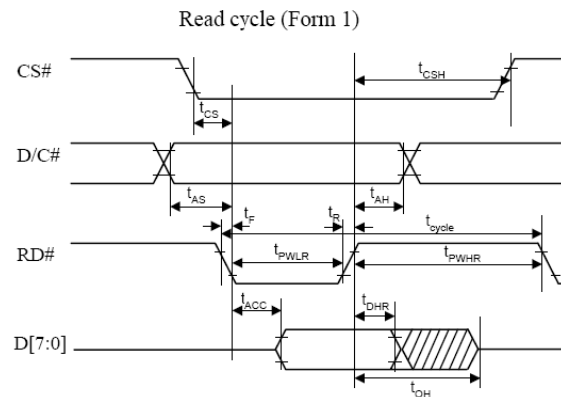 Read cycle (Form 1)
CS#
tCSH
tCS
D/C#
tAS
tAH
tF
tR
tcycle
RD#
tPWLR
tPWHR
tACC
tDHR
D[7:0]
tOH